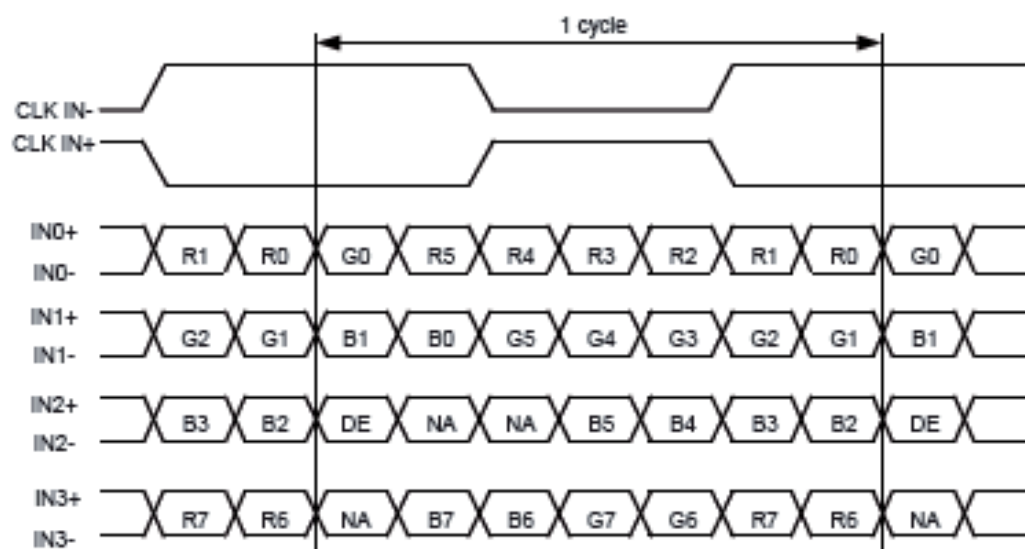 1 cycle
CLK IN-
CLK IN+
IN0+
R1 R0 G0 R5 R4 R3 R2 R1 R0 G0
IN0-
IN1+
G2 G1 B1 B0 G5 G4 G3 G2 G1 B1
IN1-
IN2+
B3 B2 DE NA NA B5 B4 B3 B2 DE
IN2-
IN3+
R7 R6 NA B7 B6 G7 G6 R7 R6 NA
IN3-